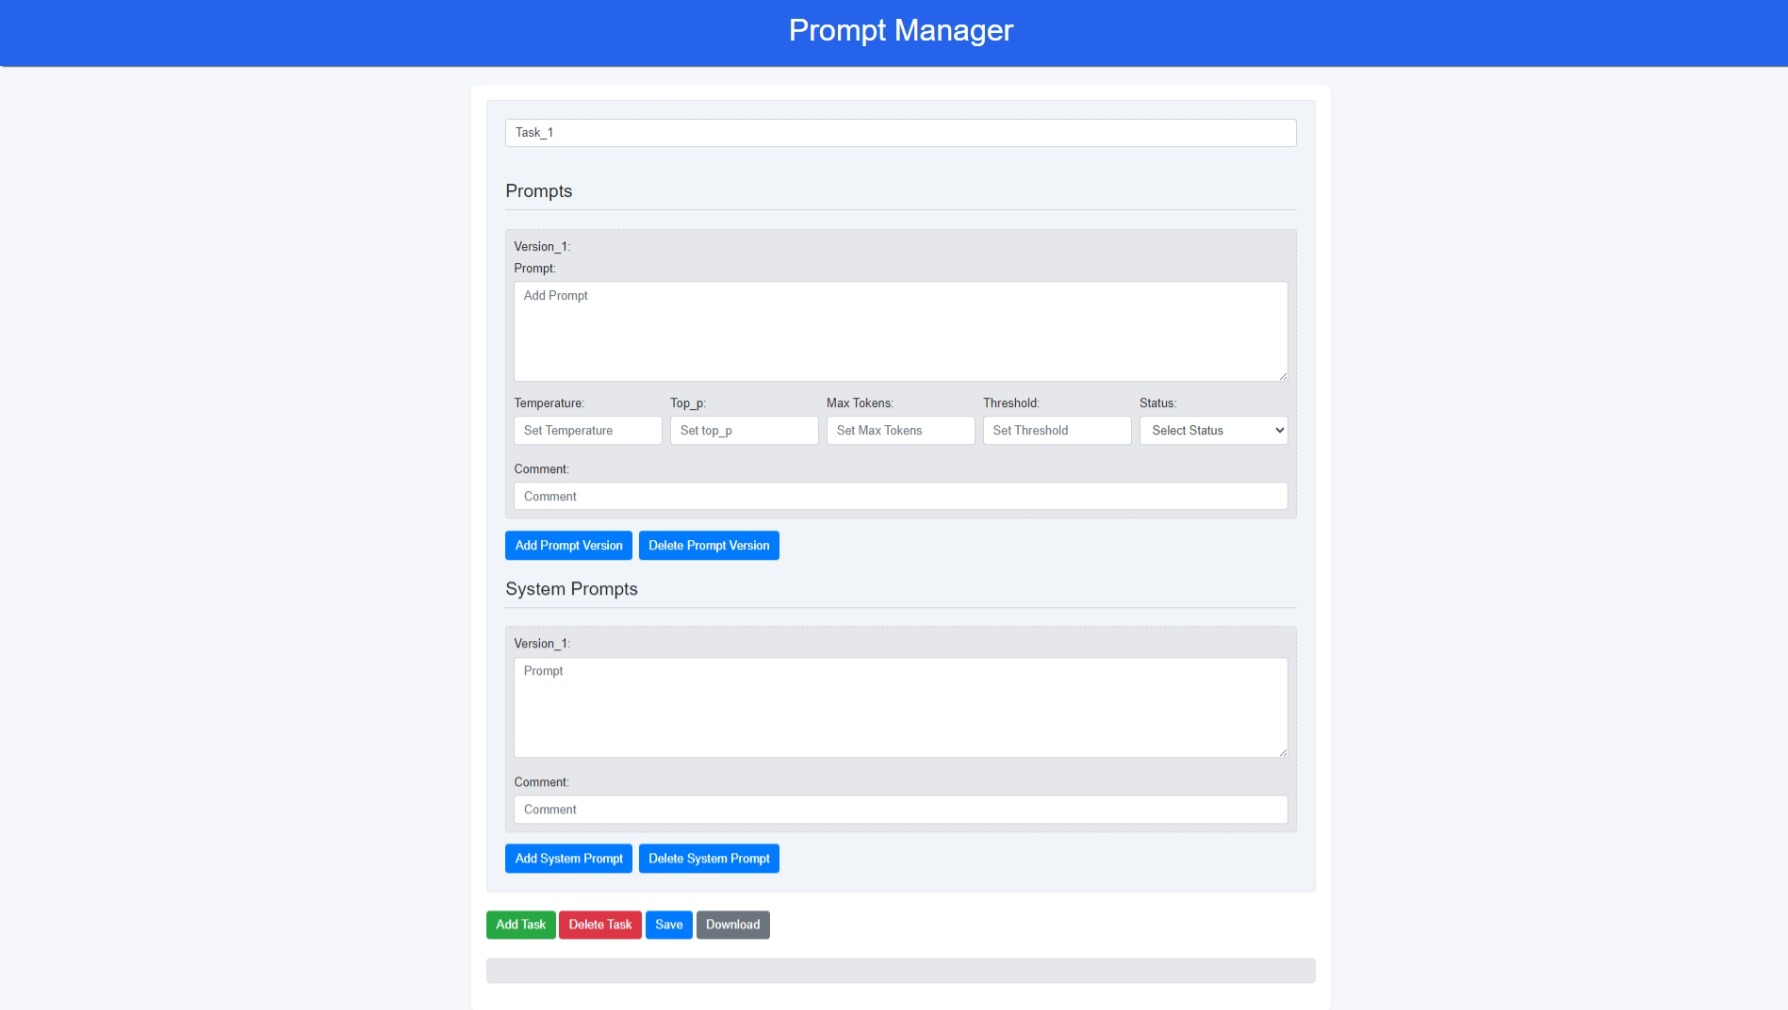 Prompt Manager
Task_1
Prompts
Version_1:
Prompt:
Add Prompt
Temperature: Top_p: Max Tokens: Threshold: Status:
Set Temperature Set top_p Set Max Tokens Set Threshold Select Status
Comment:
Comment
Add Prompt Version Delete Prompt Version
System Prompts
Version_1:
Prompt
Comment:
Comment
Add System Prompt Delete System Prompt
Add Task Delete Task Save Download